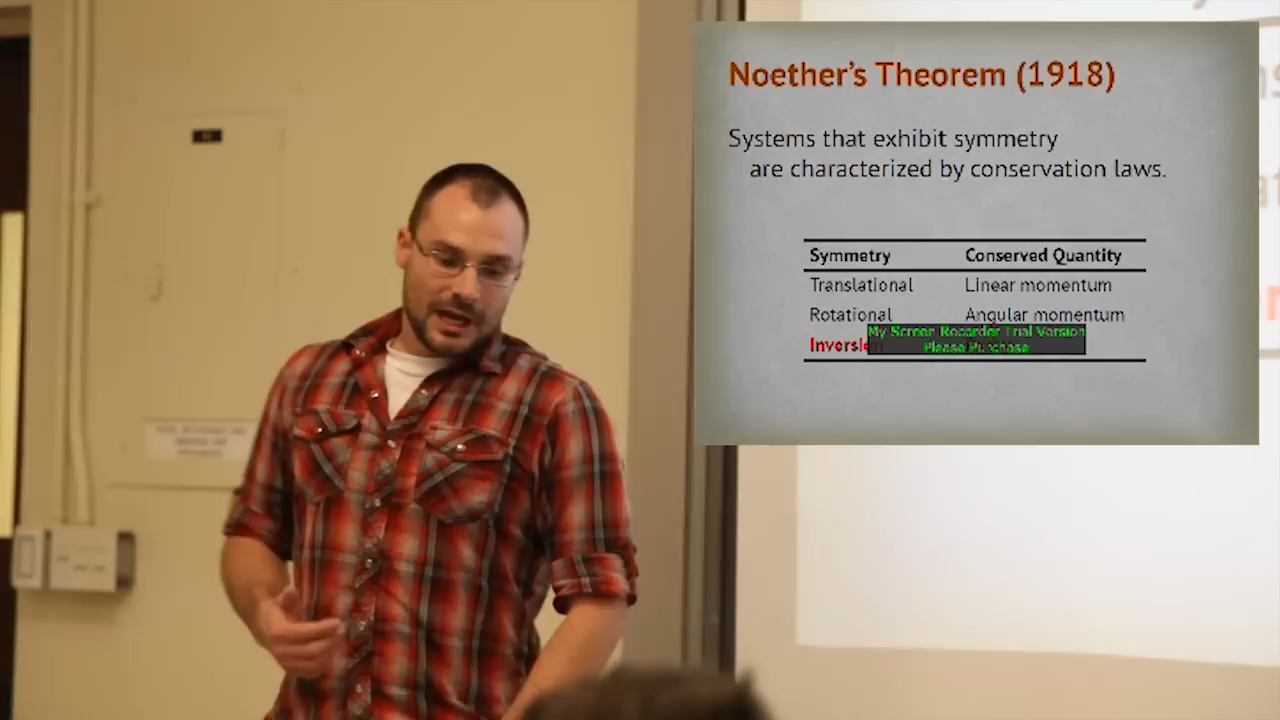 Noether's Theorem (1918)
Systems that exhibit symmetry
are characterized by conservation laws.
Symmetry Conserved Quantity
Translational Linear momentum
Rotational Angular momentum
My Screen Recorder Trial Version
Please Purchase